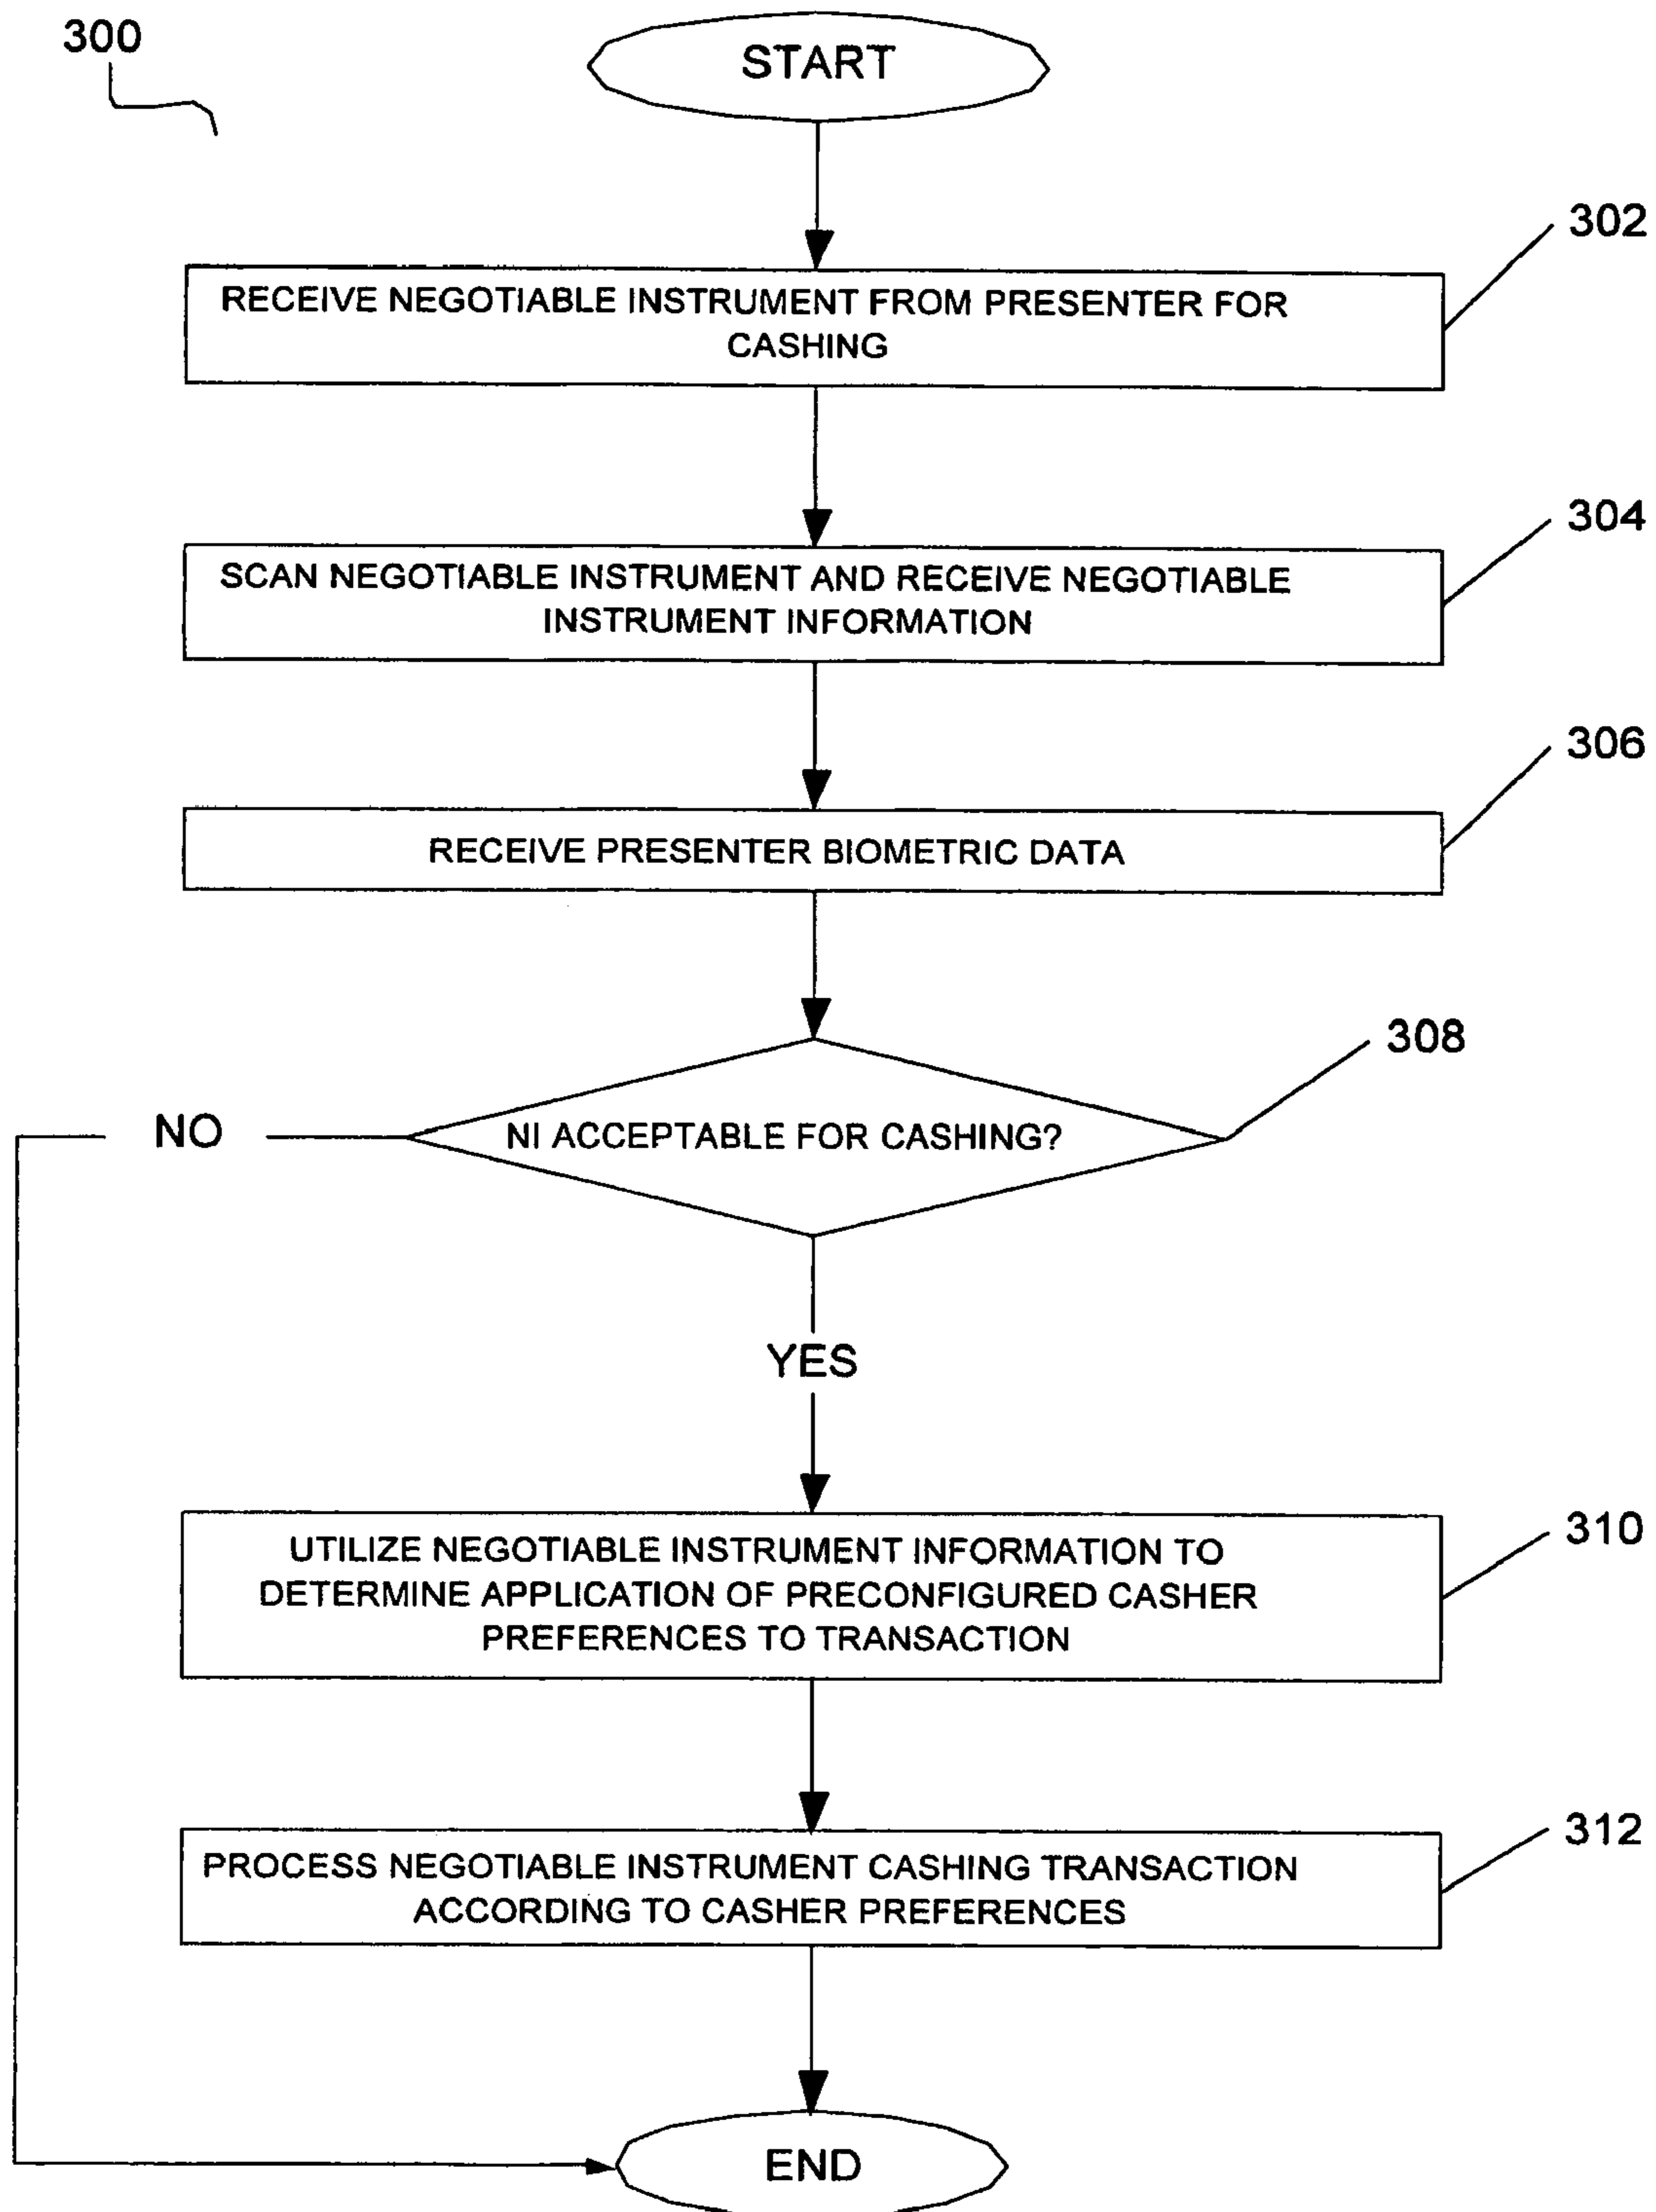 300
START
302
RECEIVE NEGOTIABLE INSTRUMENT FROM PRESENTER FOR
CASHING
304
SCAN NEGOTIABLE INSTRUMENT AND RECEIVE NEGOTIABLE
INSTRUMENT INFORMATION
306
RECEIVE PRESENTER BIOMETRIC DATA
308
NO
NI ACCEPTABLE FOR CASHING?
YES
310
UTILIZE NEGOTIABLE INSTRUMENT INFORMATION TO
DETERMINE APPLICATION OF PRECONFIGURED CASHER
PREFERENCES TO TRANSACTION
312
PROCESS NEGOTIABLE INSTRUMENT CASHING TRANSACTION
ACCORDING TO CASHER PREFERENCES
END